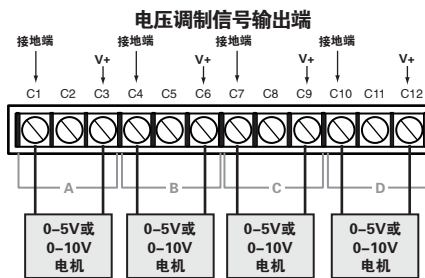 电压调制信号输出端
接地端 接地端 接地端 接地端
V+ V+ V+ V+
C1 C2 C3 C4 C5 C6 C7 C8 C9 C10 C11 C12
A B C D
0–5V或 0–5V或 0–5V或 0–5V或
0–10V 0–10V 0–10V 0–10V
电机 电机 电机 电机